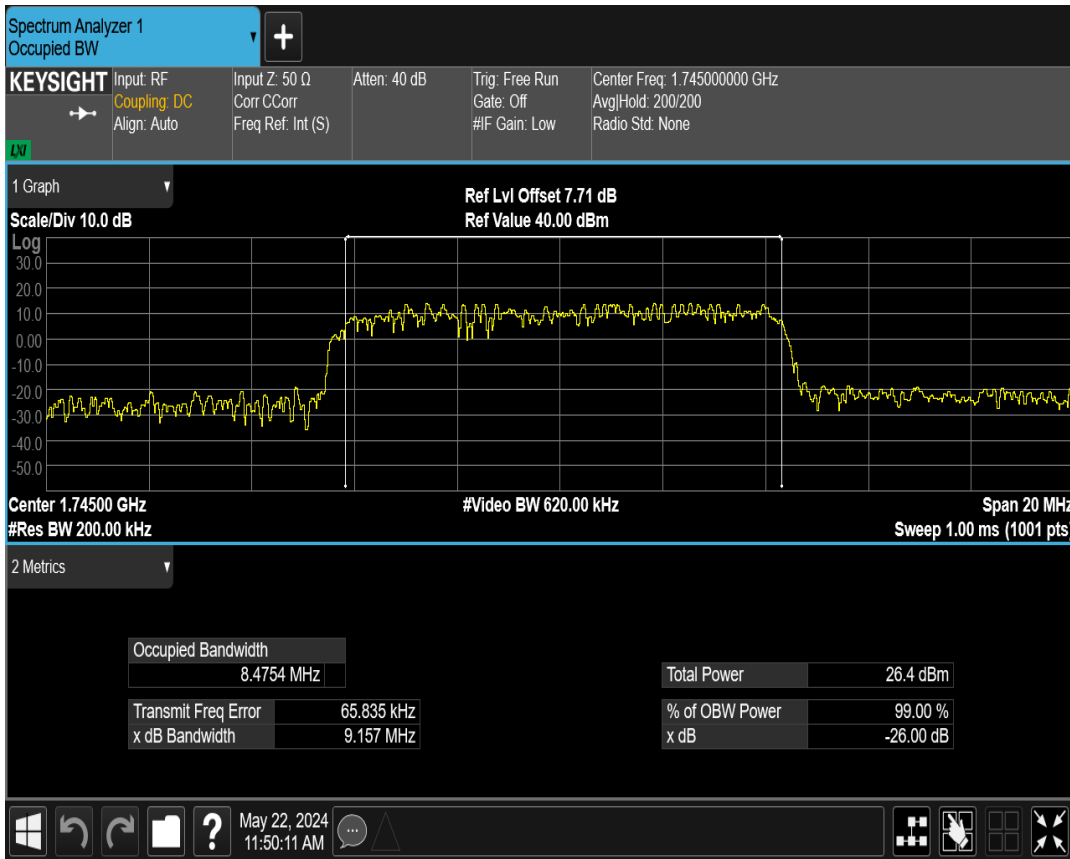 Spectrum Analyzer 1
Occupied BW
+
KEYSIGHT
LXI
Input: RF
Coupling: DC
Align: Auto
Input Z: 50 Ω
Corr CCorr
Freq Ref: Int (S)
Atten: 40 dB
Trig: Free Run
Gate: Off
#IF Gain: Low
Center Freq: 1.745000000 GHz
Avg|Hold: 200/200
Radio Std: None
1 Graph
Scale/Div 10.0 dB
Ref Lvl Offset 7.71 dB
Ref Value 40.00 dBm
Log
30.0
20.0
10.0
0.00
-10.0
-20.0
-30.0
-40.0
-50.0
Center 1.74500 GHz
#Res BW 200.00 kHz
#Video BW 620.00 kHz
Span 20 MHz
Sweep 1.00 ms (1001 pts)
2 Metrics
Occupied Bandwidth
8.4754 MHz
Transmit Freq Error 65.835 kHz
x dB Bandwidth 9.157 MHz
Total Power 26.4 dBm
% of OBW Power 99.00 %
x dB -26.00 dB
?
May 22, 2024
11:50:11 AM